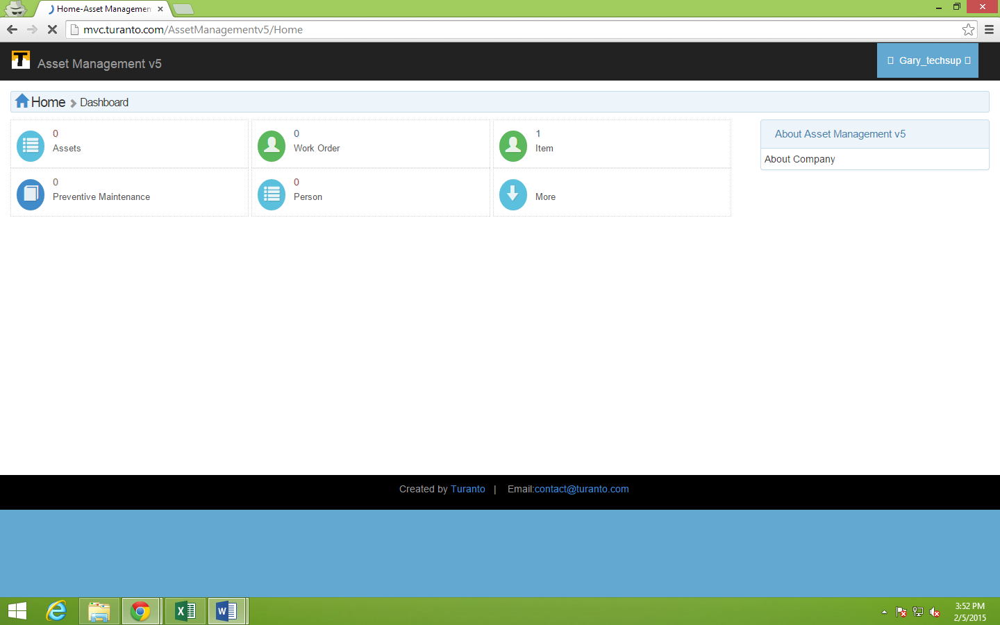 Home-Asset Managemen
mvc.turanto.com/AssetManagementv5/Home
T Asset Management v5
Gary_techsup
Home Dashboard
0
Assets
0
Work Order
1
Item
0
Preventive Maintenance
0
Person
More
About Asset Management v5
About Company
Created by Turanto | Email:contact@turanto.com
3:52 PM
2/5/2015